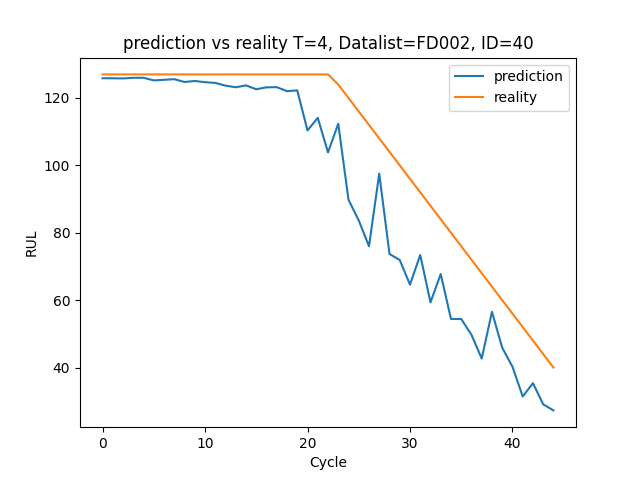 prediction vs reality T=4, Datalist=FD002, ID=40
prediction
reality
120
100
80
60
40
RUL
0 10 20 30 40
Cycle